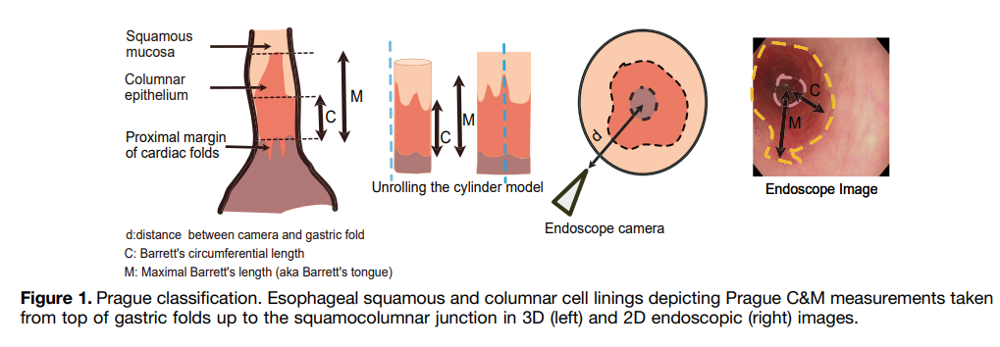 Squamous
mucosa
Columnar
epithelium
Proximal margin
of cardiac folds
M
C
C
M
Unrolling the cylinder model
d
Endoscope camera
C
M
Endoscope Image
d:distance between camera and gastric fold
C: Barrett's circumferential length
M: Maximal Barrett's length (aka Barrett's tongue)
Figure 1. Prague classification. Esophageal squamous and columnar cell linings depicting Prague C&M measurements taken
from top of gastric folds up to the squamocolumnar junction in 3D (left) and 2D endoscopic (right) images.